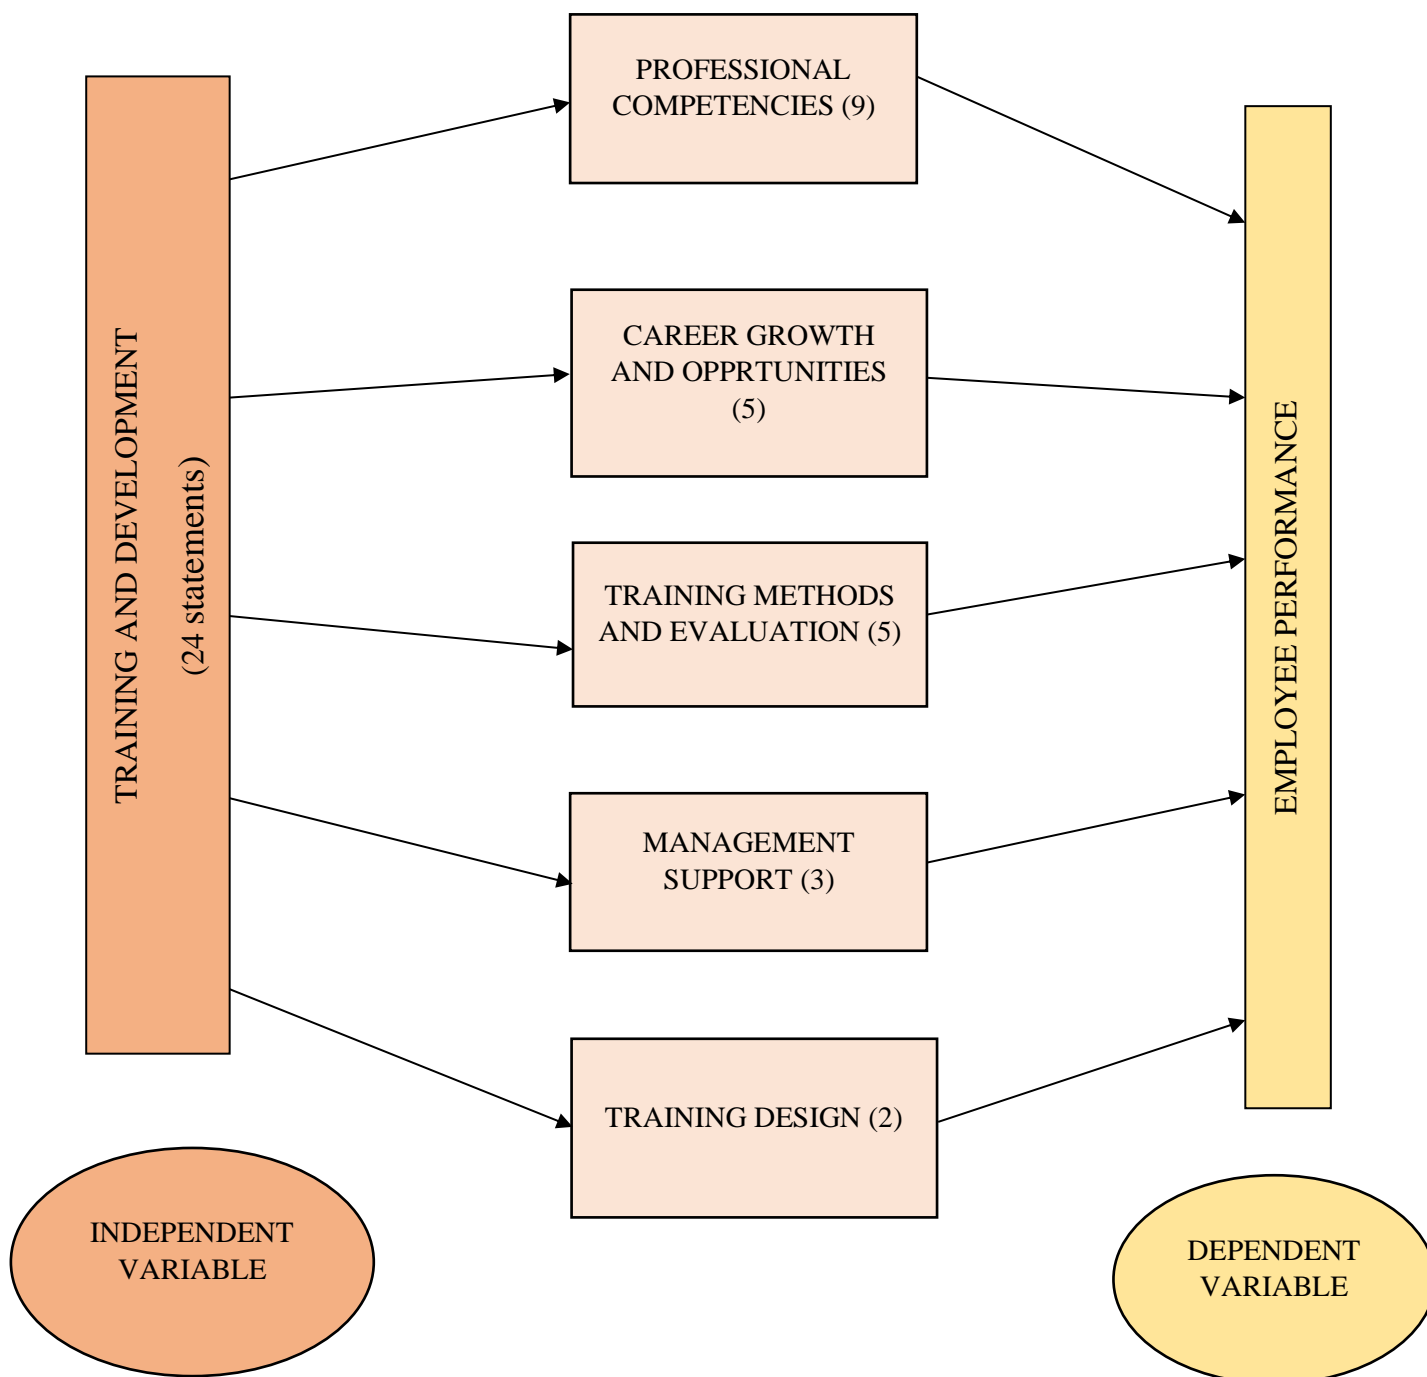 TRAINING AND DEVELOPMENT
(24 statements)
PROFESSIONAL
COMPETENCIES (9)
CAREER GROWTH
AND OPPRTUNITIES
(5)
TRAINING METHODS
AND EVALUATION (5)
MANAGEMENT
SUPPORT (3)
TRAINING DESIGN (2)
EMPLOYEE PERFORMANCE
INDEPENDENT
VARIABLE
DEPENDENT
VARIABLE